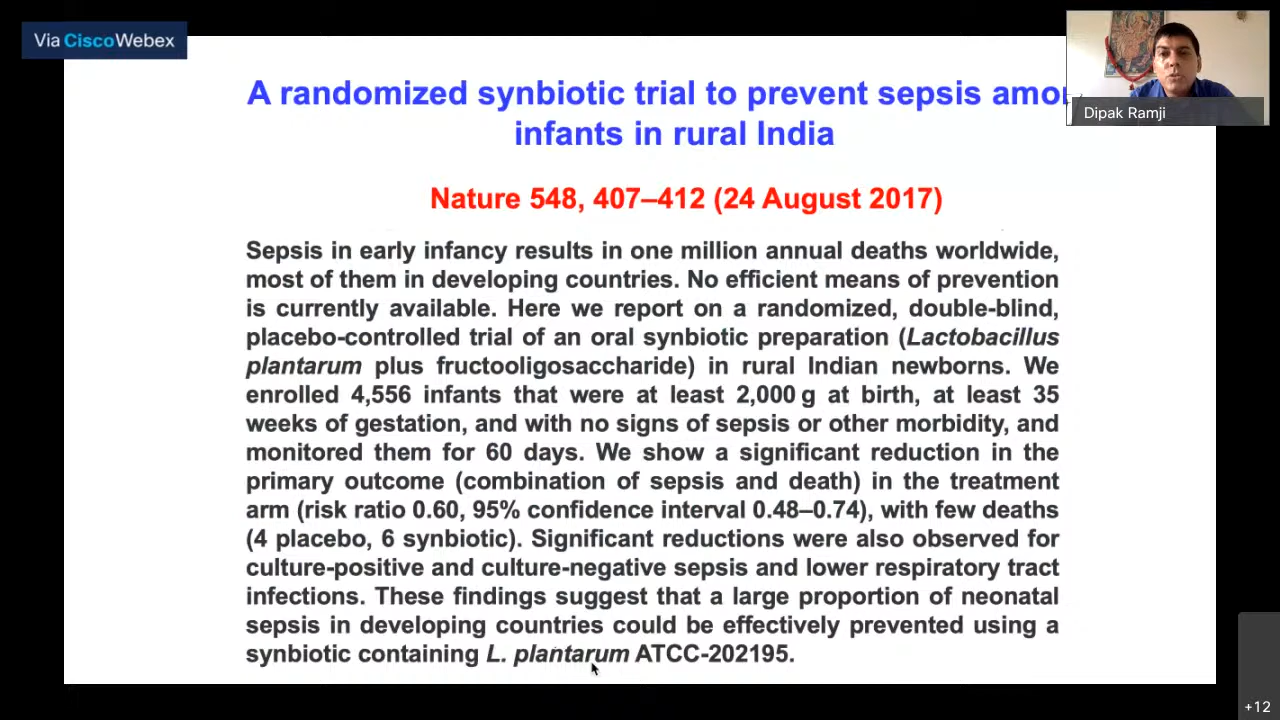 Via CiscoWebex
A randomized synbiotic trial to prevent sepsis
infants in rural India
Dipak Ramji
Nature 548, 407–412 (24 August 2017)
Sepsis in early infancy results in one million annual deaths worldwide,
most of them in developing countries. No efficient means of prevention
is currently available. Here we report on a randomized, double-blind,
placebo-controlled trial of an oral synbiotic preparation (Lactobacillus
plantarum plus fructooligosaccharide) in rural Indian newborns. We
enrolled 4,556 infants that were at least 2,000 g at birth, at least 35
weeks of gestation, and with no signs of sepsis or other morbidity, and
monitored them for 60 days. We show a significant reduction in the
primary outcome (combination of sepsis and death) in the treatment
arm (risk ratio 0.60, 95% confidence interval 0.48–0.74), with few deaths
(4 placebo, 6 synbiotic). Significant reductions were also observed for
culture-positive and culture-negative sepsis and lower respiratory tract
infections. These findings suggest that a large proportion of neonatal
sepsis in developing countries could be effectively prevented using a
synbiotic containing L. plantarum ATCC-202195.
+12